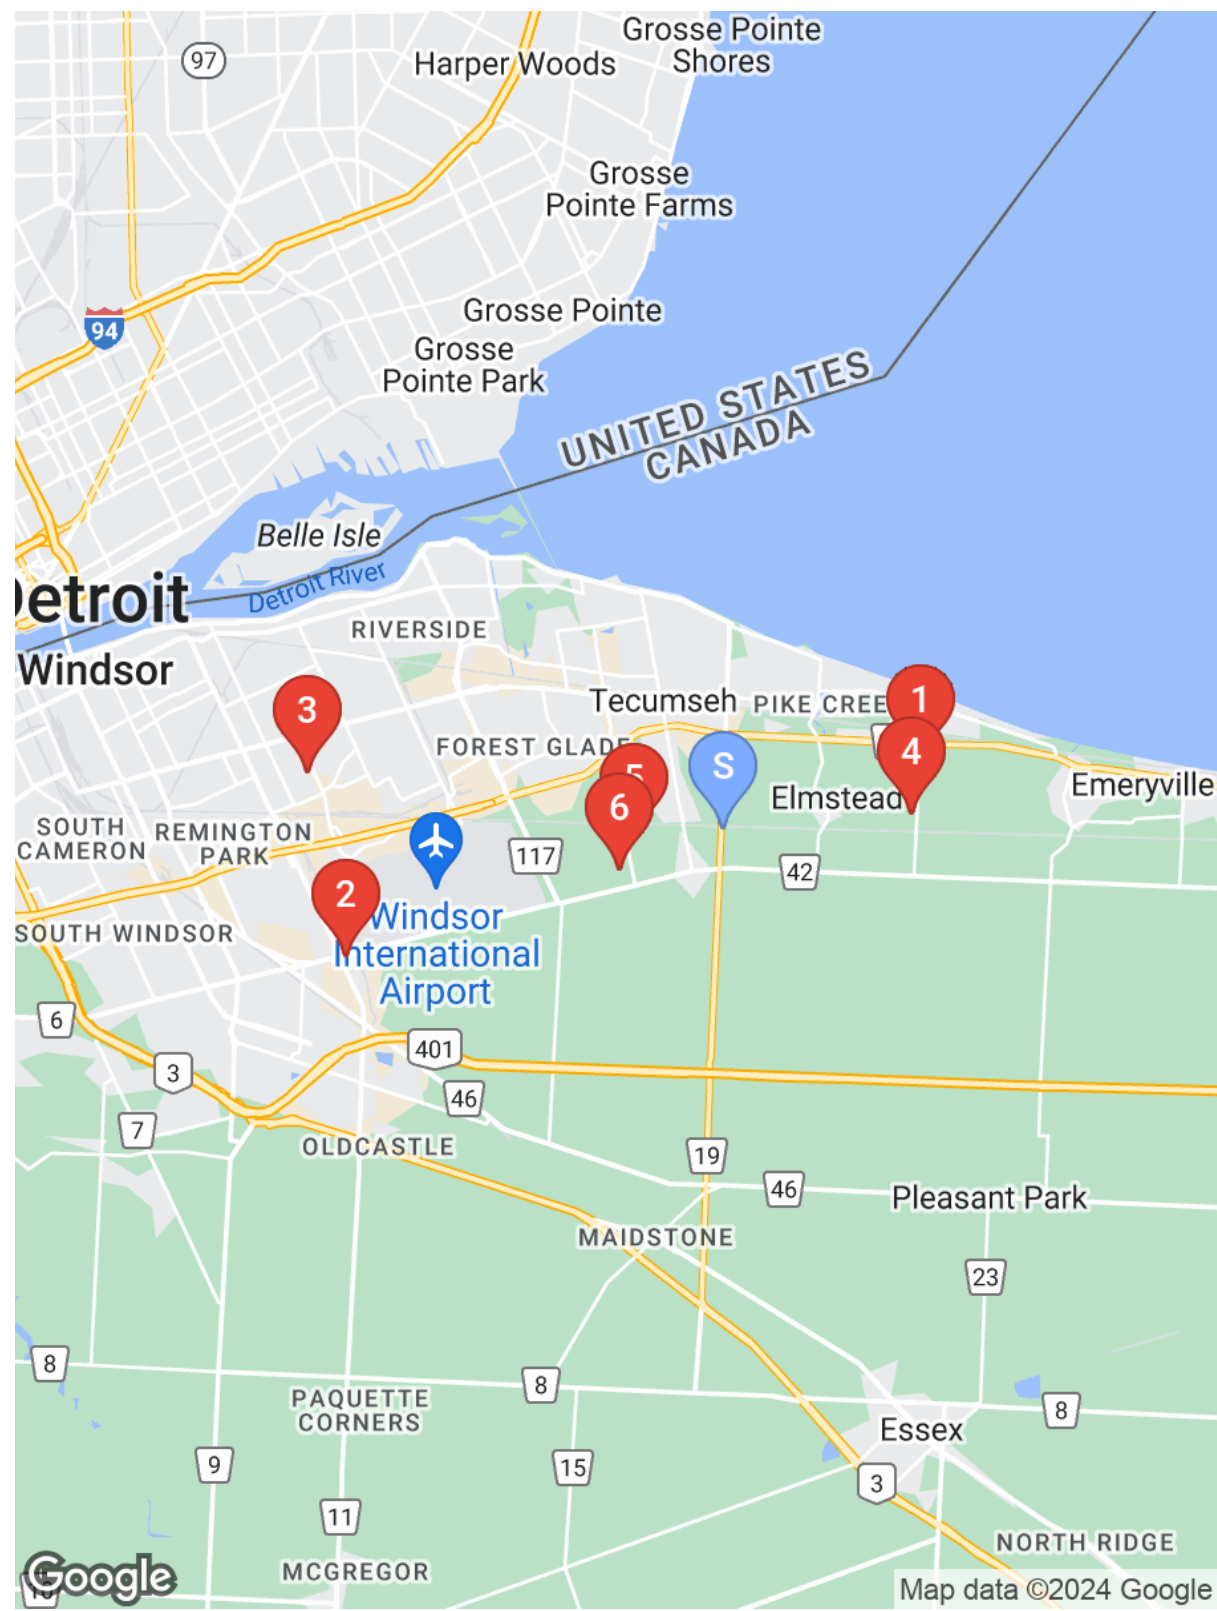 Grosse Pointe
Shores
97
Harper Woods
Grosse
Pointe Farms
Grosse Pointe
94
Grosse
Pointe Park
UNITED STATES
CANADA
Belle Isle
Detroit River
Detroit
RIVERSIDE
Windsor
Tecumseh
PIKE CREE
1
3
FOREST GLADE
4
5
S
Elmstead
Emeryville
6
SOUTH
CAMERON
REMINGTON
PARK
117
42
2
Windsor
International
Airport
SOUTH WINDSOR
6
401
3
46
7
OLDCASTLE
19
46
Pleasant Park
MAIDSTONE
23
8
8
PAQUETTE
CORNERS
8
Essex
9
15
3
11
NORTH RIDGE
MCGREGOR
Google
Map data ©2024 Google